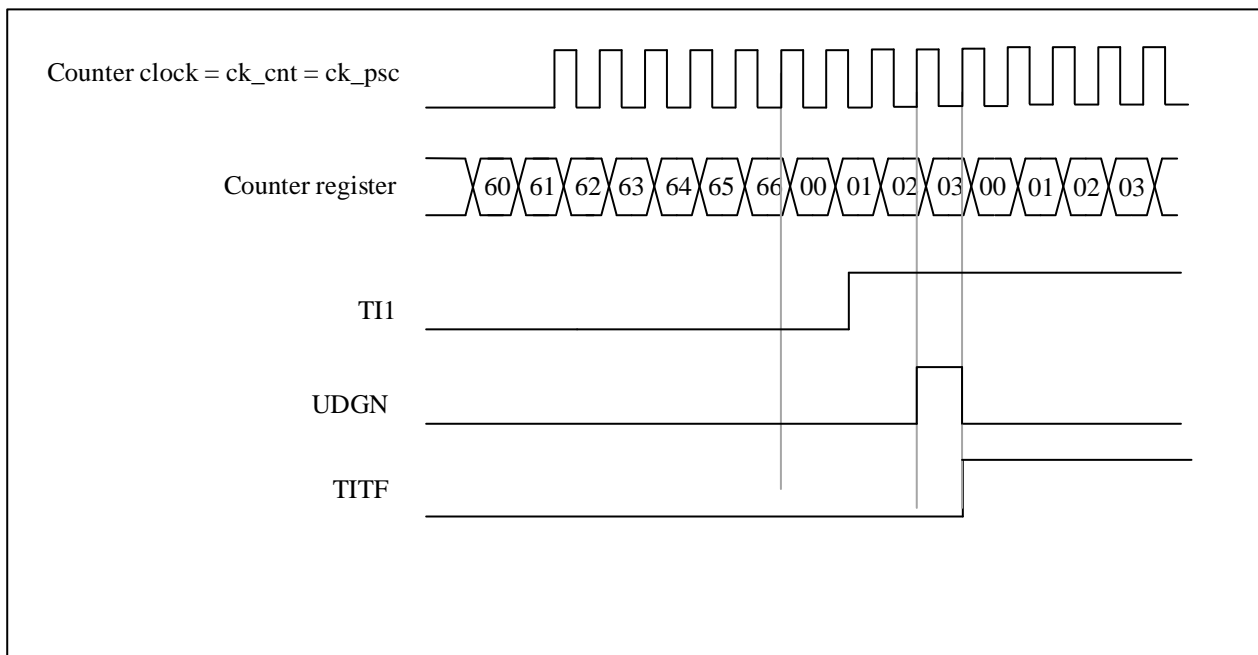 Counter clock = ck_cnt = ck_psc
Counter register
60 61 62 63 64 65 66 00 01 02 03 00 01 02 03
TI1
UDGN
TITF